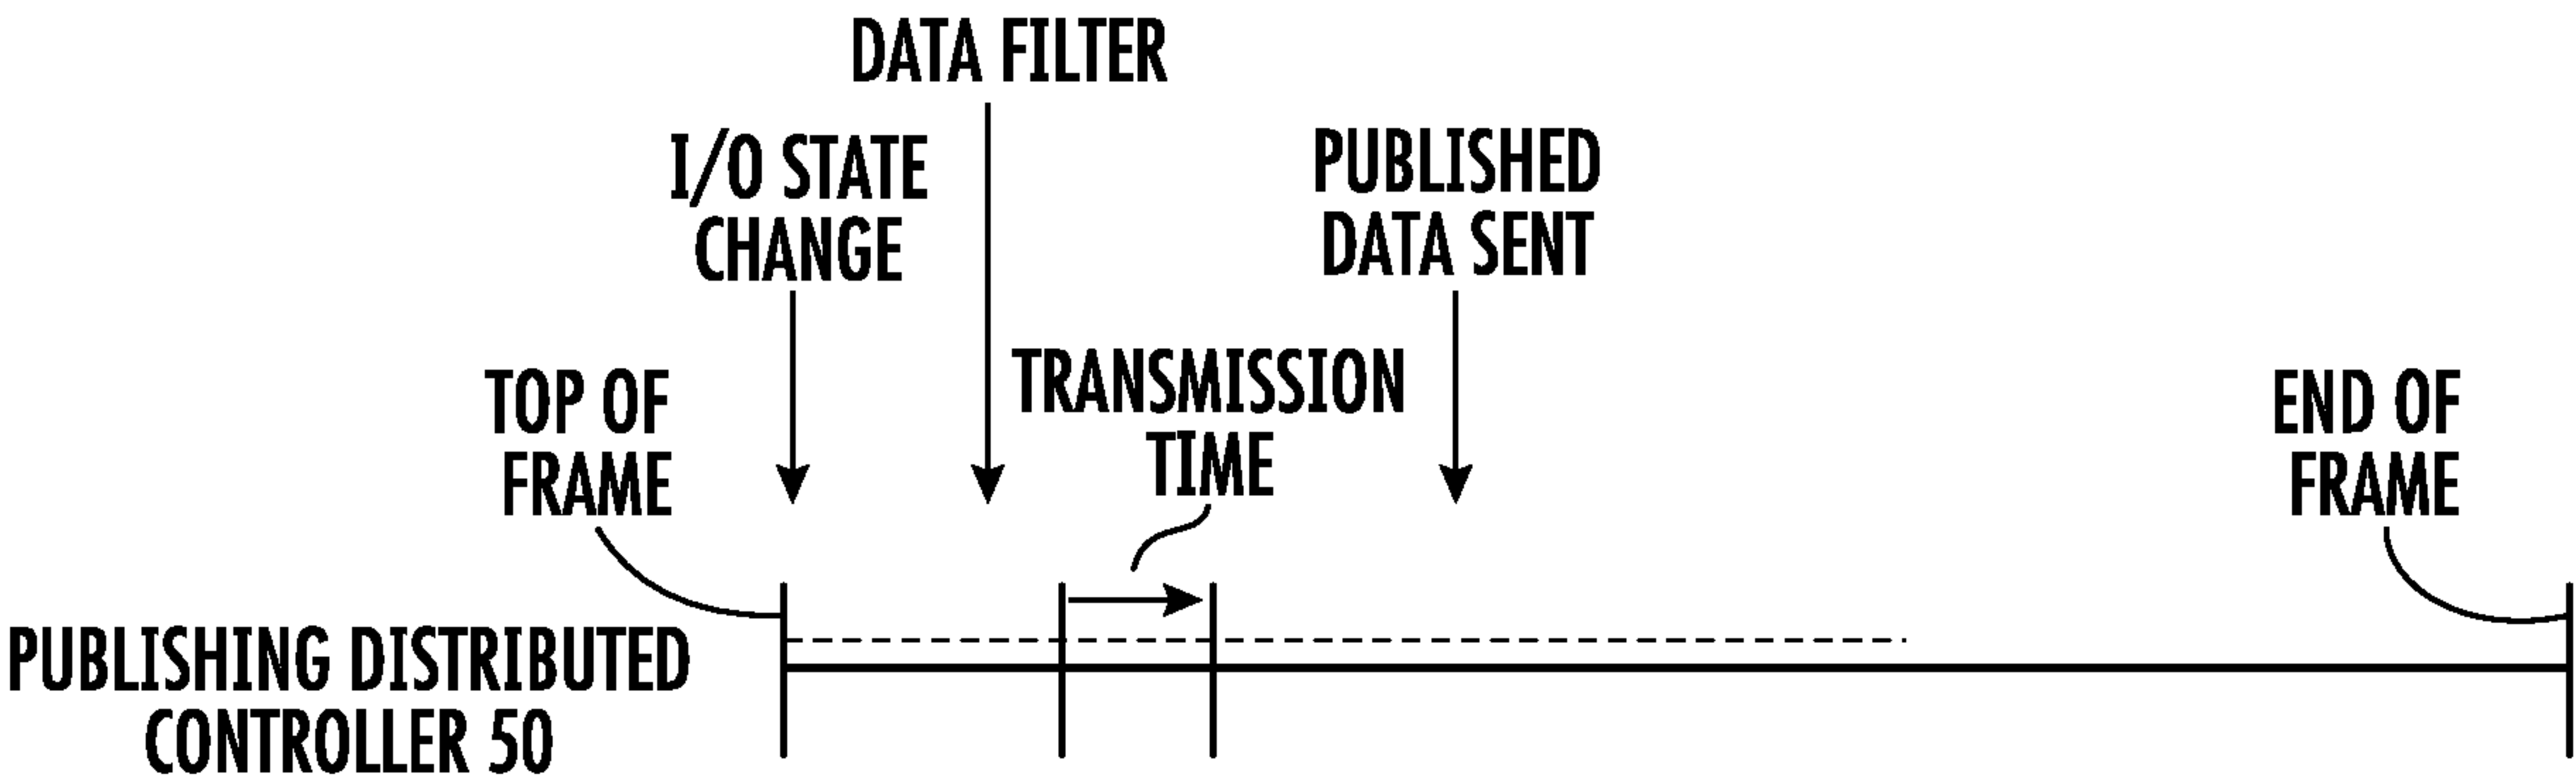 DATA FILTER
I/O STATE
CHANGE
PUBLISHED
DATA SENT
TRANSMISSION
TIME
TOP OF
FRAME
END OF
FRAME
PUBLISHING DISTRIBUTED
CONTROLLER 50